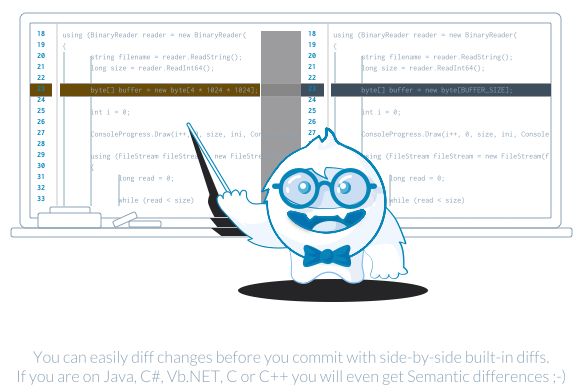 18 using (BinaryReader reader = new BinaryReader(
19 {
20 string filename = reader.ReadString();
21 long size = reader.ReadInt64();
22
23 byte[] buffer = new byte[4 * 1024 * 1024];
24
25 int i = 0;
26
27 ConsoleProgress.Draw(i++, 0, size, ini, Con
28
29 using (FileStream fileStream = new FileStream
30 {
31 long read = 0;
32
33 while (read < size)
18 using (BinaryReader reader = new BinaryReader(
19 {
20 string filename = reader.ReadString();
21 long size = reader.ReadInt64();
22
23 byte[] buffer = new byte[BUFFER_SIZE];
24
25 int i = 0;
26
27 ConsoleProgress.Draw(i++, 0, size, ini, Console
using (FileStream fileStream = new FileStream(f
{
long read = 0;
while (read < size)
You can easily diff changes before you commit with side-by-side built-in diffs.
If you are on Java, C#, Vb.NET, C or C++ you will even get Semantic differences ;-)